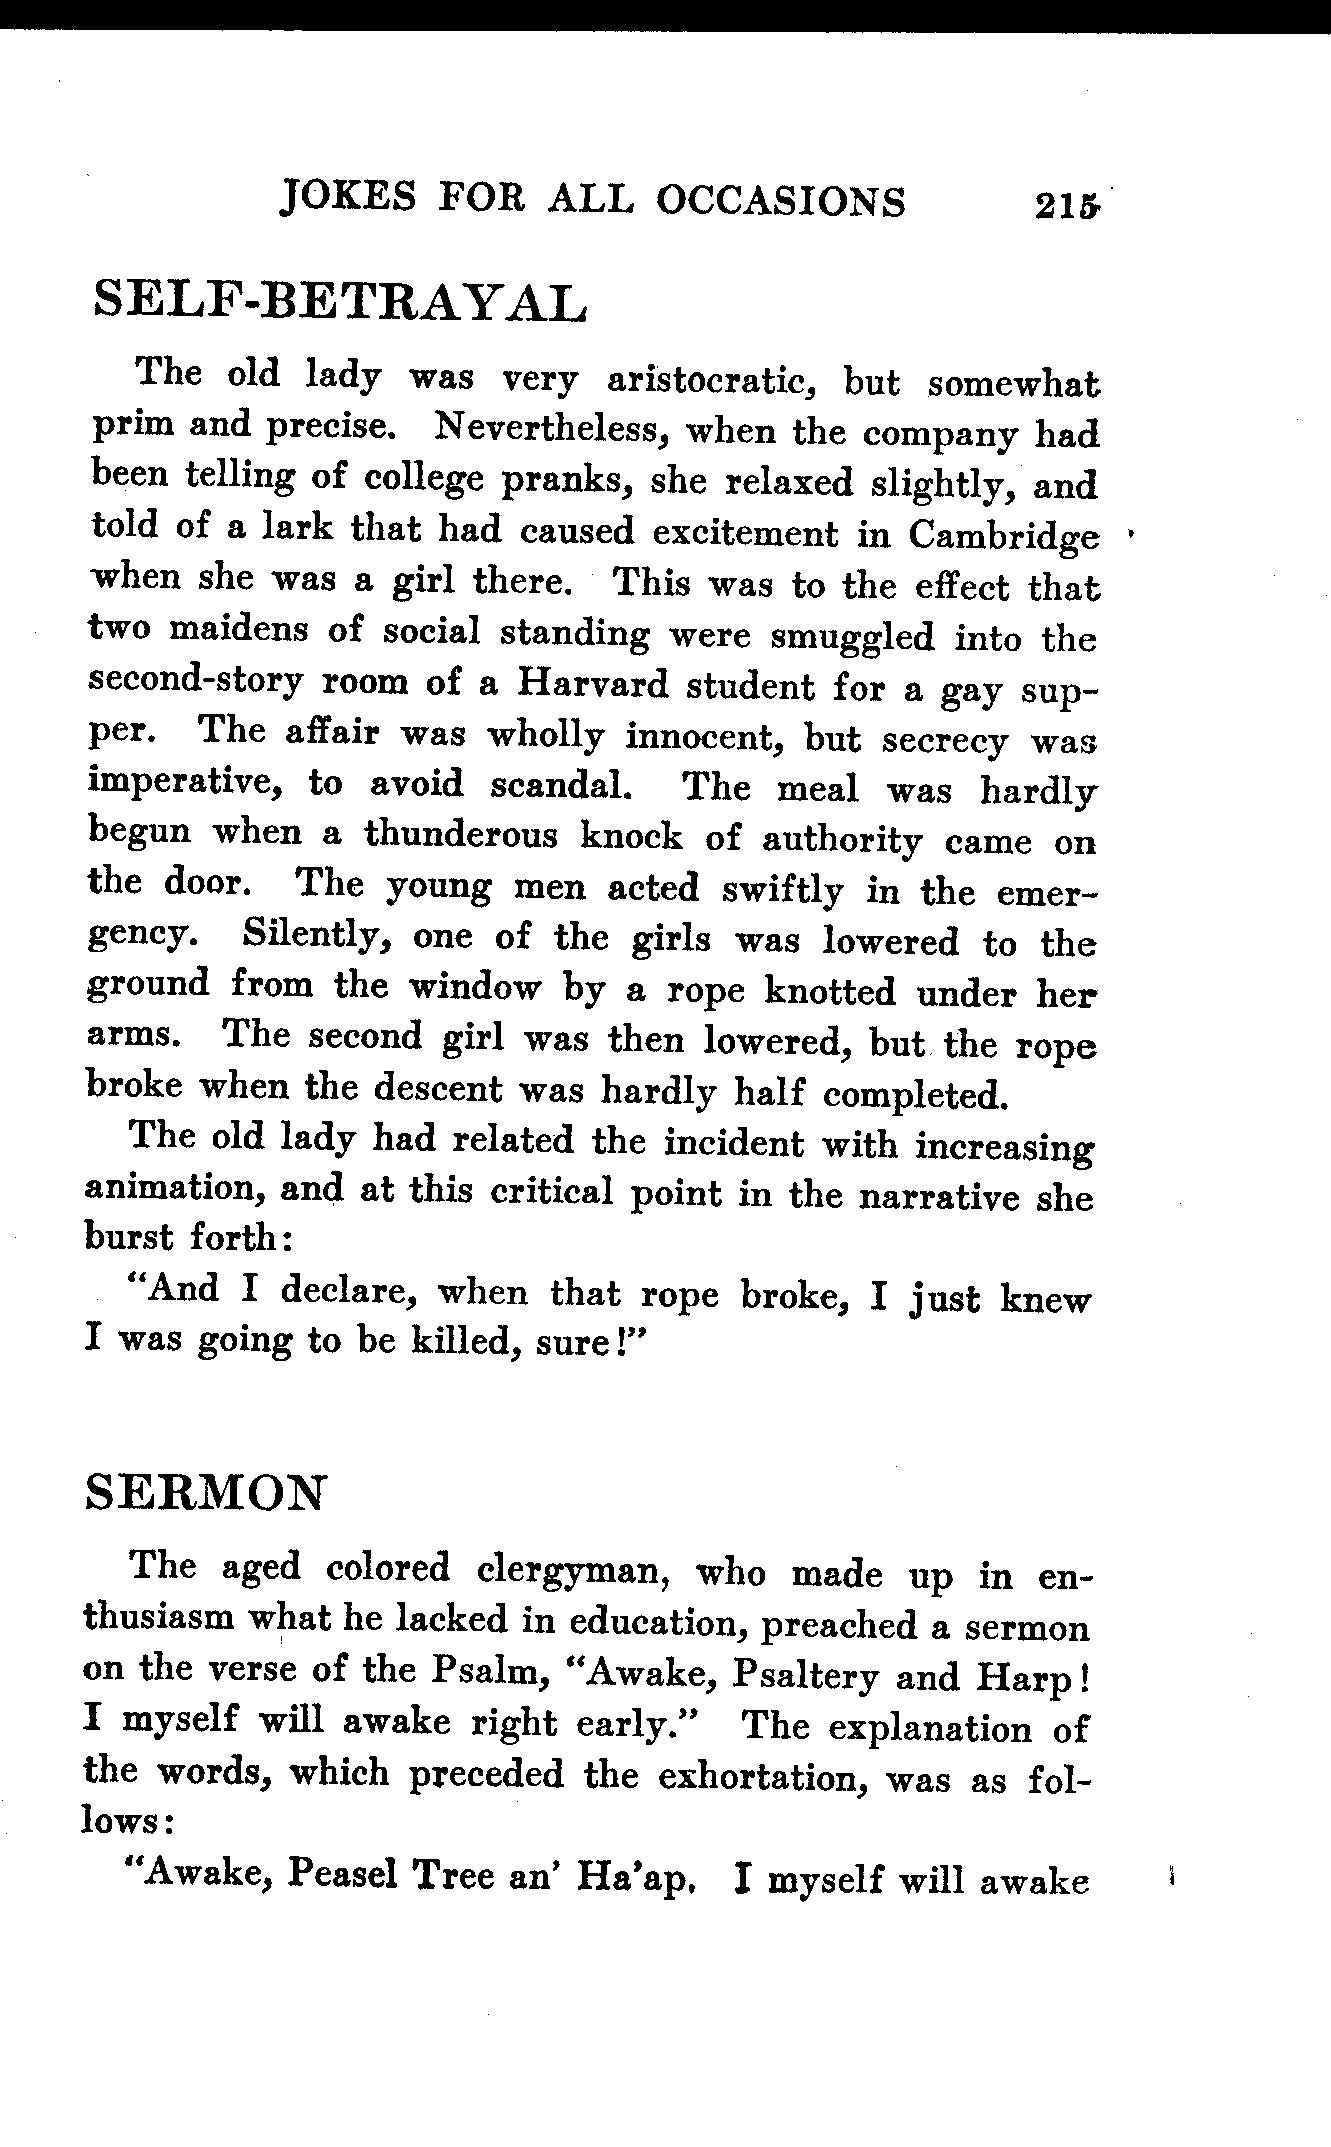 JOKES FOR ALL OCCASIONS 215
SELF-BETRAYAL
The old lady was very aristocratic, but somewhat
prim and precise. Nevertheless, when the company had
been telling of college pranks, she relaxed slightly, and
told of a lark that had caused excitement in Cambridge
when she was a girl there. This was to the effect that
two maidens of social standing were smuggled into the
second-story room of a Harvard student for a gay sup-
per. The affair was wholly innocent, but secrecy was
imperative, to avoid scandal. The meal was hardly
begun when a thunderous knock of authority came on
the door. The young men acted swiftly in the emer-
gency. Silently, one of the girls was lowered to the
ground from the window by a rope knotted under her
arms. The second girl was then lowered, but the rope
broke when the descent was hardly half completed.
The old lady had related the incident with increasing
animation, and at this critical point in the narrative she
burst forth:
"And I declare, when that rope broke, I just knew
I was going to be killed, sure!"
SERMON
The aged colored clergyman, who made up in en-
thusiasm what he lacked in education, preached a sermon
on the verse of the Psalm, "Awake, Psaltery and Harp!
I myself will awake right early." The explanation of
the words, which preceded the exhortation, was as fol-
lows:
"Awake, Peasel Tree an' Ha'ap. I myself will awake